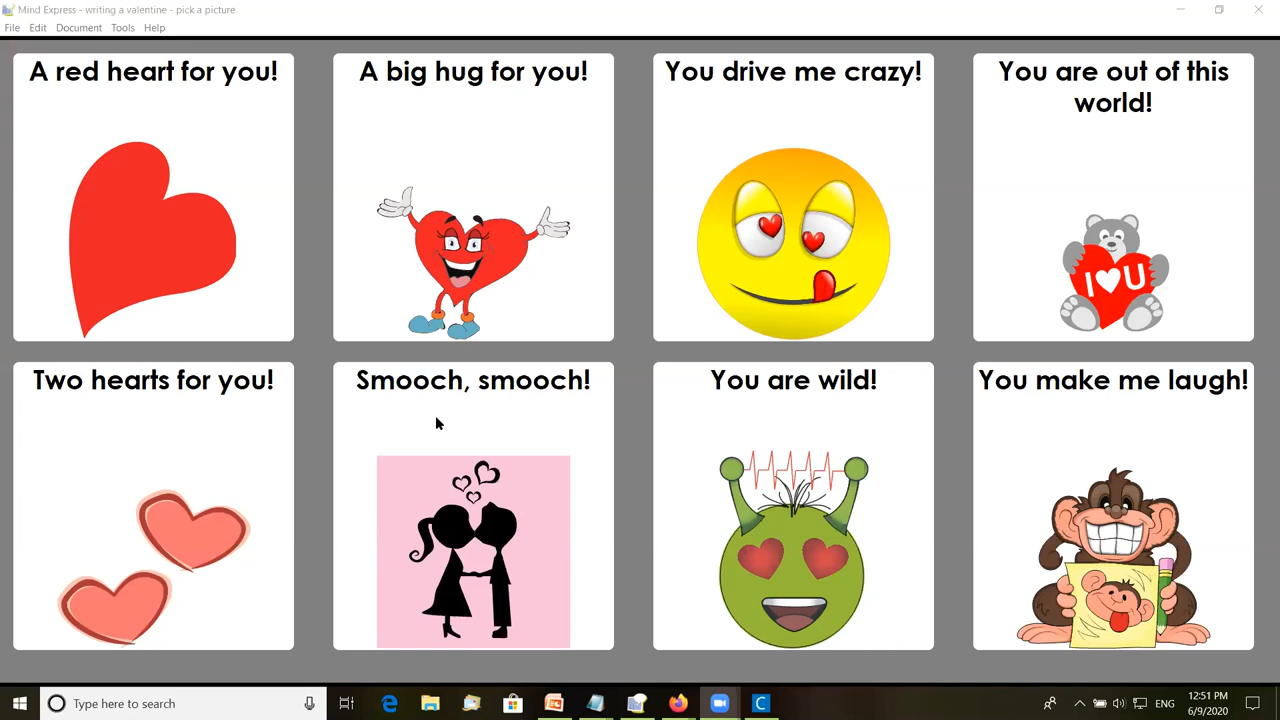 Mind Express - writing a valentine - pick a picture
File Edit Document Tools Help
A red heart for you!
A big hug for you!
You drive me crazy!
You are out of this
world!
I U
Two hearts for you!
Smooch, smooch!
You are wild!
You make me laugh!
Type here to search
ENG
12:51 PM
6/9/2020